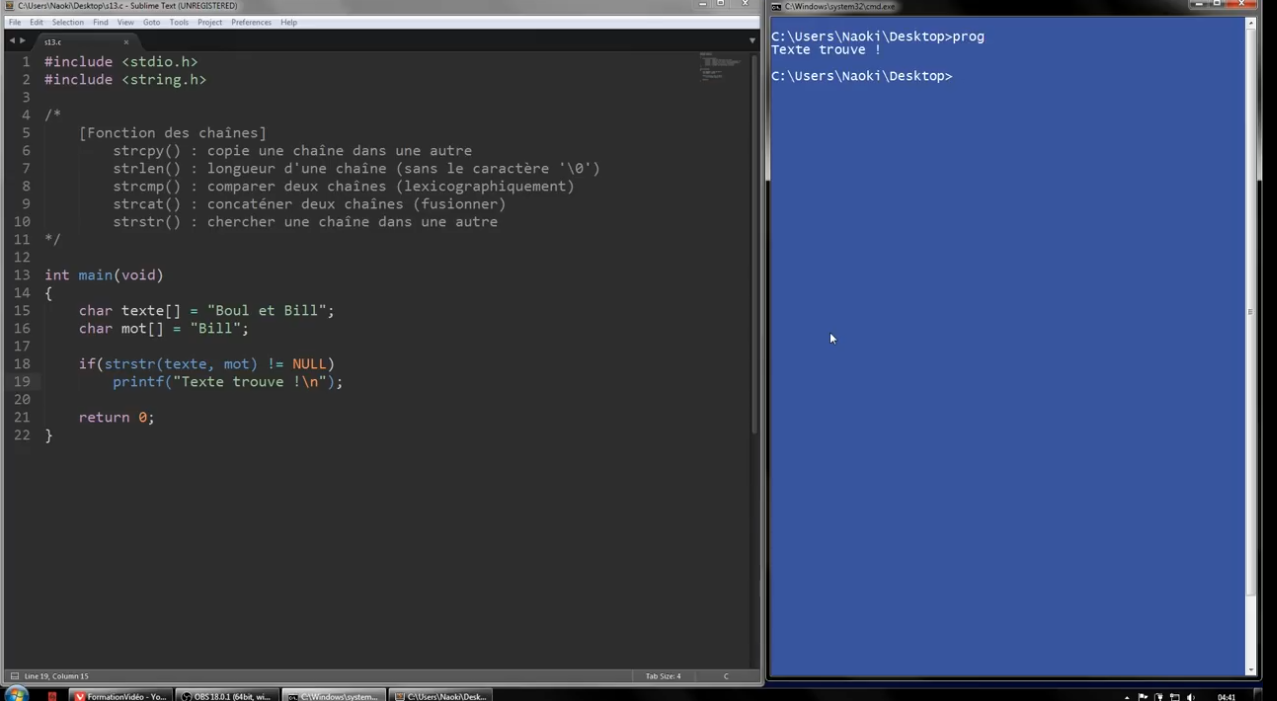 C:\Users\Naoki\Desktop\s13.c - Sublime Text (UNREGISTERED)
File Edit Selection Find View Goto Tools Project Preferences Help
s13.c
1 #include <stdio.h>
2 #include <string.h>
3
4 /*
5 [Fonction des chaînes]
6 strcpy() : copie une chaîne dans une autre
7 strlen() : longueur d'une chaîne (sans le caractère '\0')
8 strcmp() : comparer deux chaînes (lexicographiquement)
9 strcat() : concaténer deux chaînes (fusionner)
10 strstr() : chercher une chaîne dans une autre
11 */
12
13 int main(void)
14 {
15 char texte[] = "Boul et Bill";
16 char mot[] = "Bill";
17
18 if(strstr(texte, mot) != NULL)
19 printf("Texte trouve !\n");
20
21 return 0;
22 }
Line 19, Column 15 Tab Size: 4 C
C:\Windows\system32\cmd.exe
C:\Users\Naoki\Desktop>prog
Texte trouve !
C:\Users\Naoki\Desktop>
FormationVidéo - Yo... OBS 18.0.1 (64bit, wi... C:\Windows\system... C:\Users\Naoki\Desk... 04:41